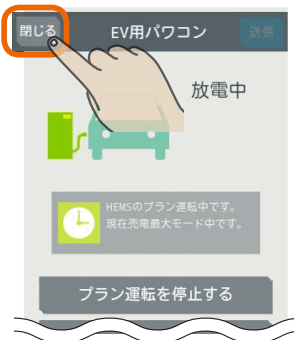 閉じる EV用パワコン 送信
放電中
HEMSのプラン運転中です。
現在売電最大モード中です。
プラン運転を停止する